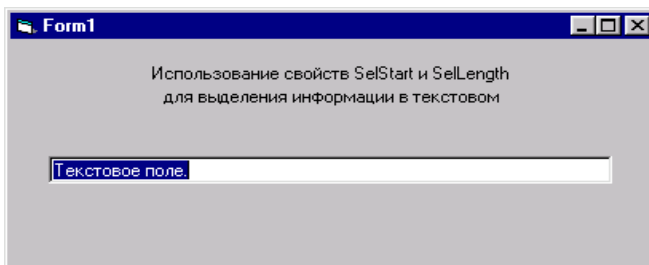 Form1
Использование свойств SelStart и SelLength
для выделения информации в текстовом
Текстовое поле.